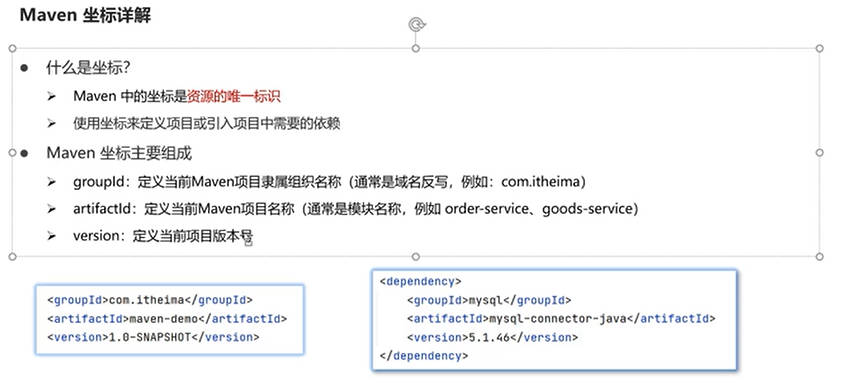 Maven 坐标详解
● 什么是坐标？
➢ Maven 中的坐标是资源的唯一标识
➢ 使用坐标来定义项目或引入项目中需要的依赖
● Maven 坐标主要组成
➢ groupId：定义当前Maven项目隶属组织名称（通常是域名反写，例如：com.itheima）
➢ artifactId：定义当前Maven项目名称（通常是模块名称，例如 order-service、goods-service）
➢ version：定义当前项目版本号
<groupId>com.itheima</groupId>
<artifactId>maven-demo</artifactId>
<version>1.0-SNAPSHOT</version>
<dependency>
<groupId>mysql</groupId>
<artifactId>mysql-connector-java</artifactId>
<version>5.1.46</version>
</dependency>